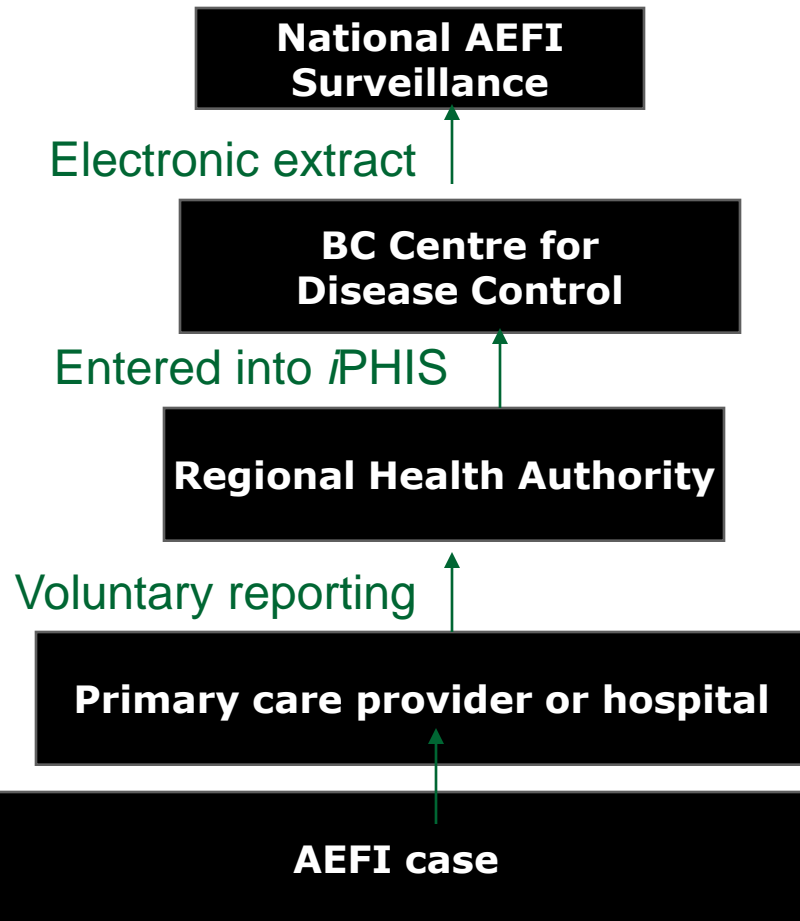 National AEFI
Surveillance
Electronic extract
BC Centre for
Disease Control
Entered into iPHIS
Regional Health Authority
Voluntary reporting
Primary care provider or hospital
AEFI case